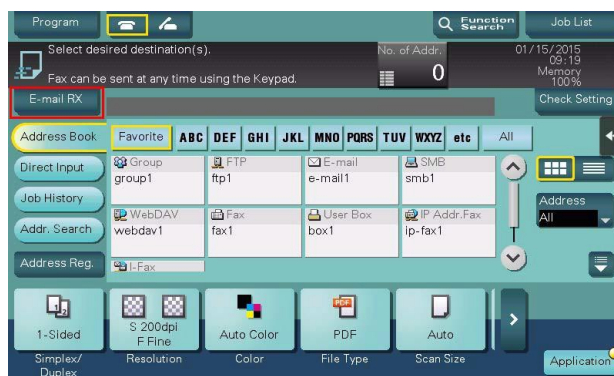 Program
Function Search
Job List
Select desired destination(s).
Fax can be sent at any time using the Keypad.
No. of Addr.
0
01/15/2015
09:19
Memory
100%
E-mail RX
Check Setting
Address Book
Favorite ABC DEF GHI JKL MNO PQRS TUV WXYZ etc All
Direct Input
Job History
Addr. Search
Address Reg.
Group
group1
FTP
ftp1
E-mail
e-mail1
SMB
smb1
WebDAV
webdav1
Fax
fax1
User Box
box1
IP Addr.Fax
ip-fax1
I-Fax
Address
All
1-Sided
Simplex/
Duplex
S 200dpi
F Fine
Resolution
Auto Color
Color
PDF
PDF
File Type
Auto
Scan Size
Application